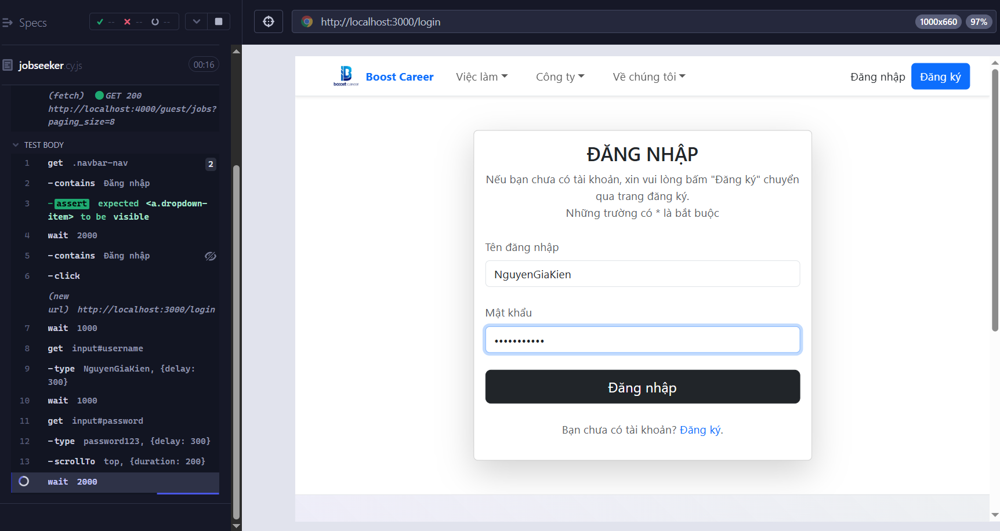 Specs
-- -- --
jobseeker.cy.js
00:16
(fetch) GET 200
http://localhost:4000/guest/jobs?
paging_size=8
TEST BODY
1 get .navbar-nav 2
2 -contains Đăng nhập
3 -assert expected <a.dropdown-
item> to be visible
4 wait 2000
5 -contains Đăng nhập
6 -click
(new
url) http://localhost:3000/login
7 wait 1000
8 get input#username
9 -type NguyenGiaKien, {delay:
300}
10 wait 1000
11 get input#password
12 -type password123, {delay: 300}
13 -scrollTo top, {duration: 200}
wait 2000
http://localhost:3000/login
1000x660 97%
B
booost career
Boost Career Việc làm Công ty Về chúng tôi Đăng nhập Đăng ký
ĐĂNG NHẬP
Nếu bạn chưa có tài khoản, xin vui lòng bấm "Đăng ký" chuyển
qua trang đăng ký.
Những trường có * là bắt buộc
Tên đăng nhập
NguyenGiaKien
Mật khẩu
•••••••••••
Đăng nhập
Bạn chưa có tài khoản? Đăng ký.